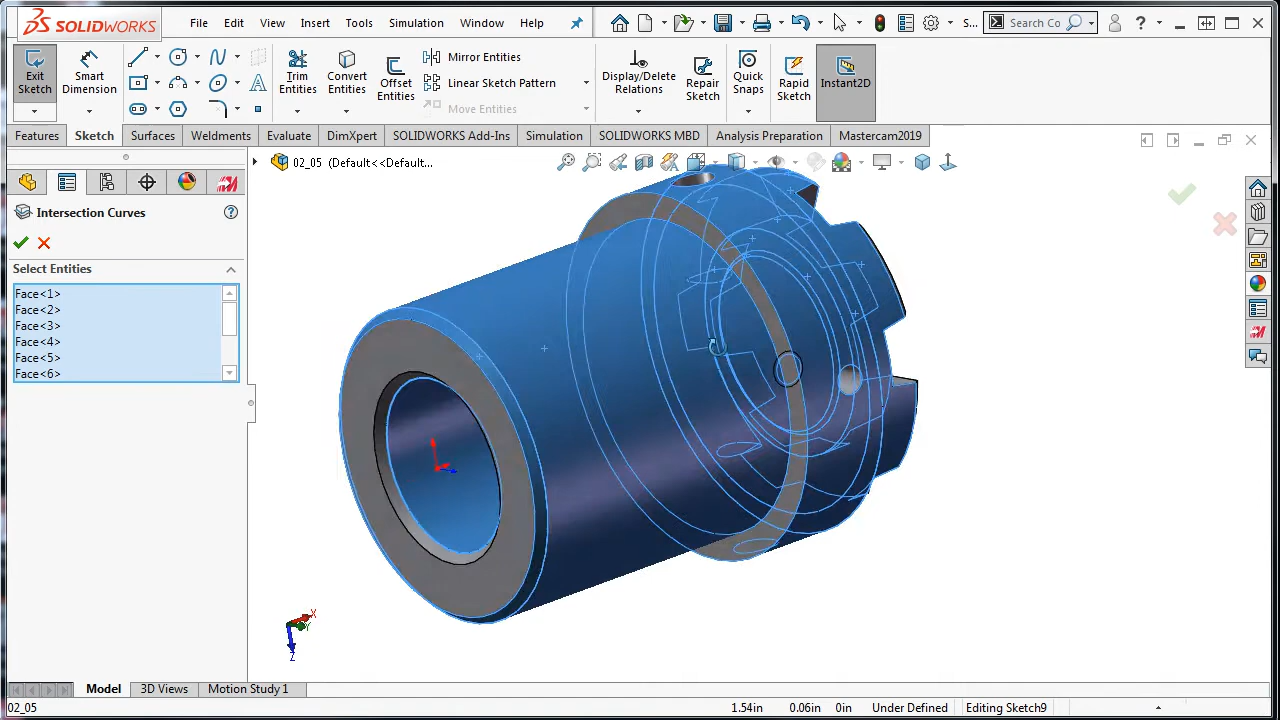 SOLIDWORKS
File Edit View Insert Tools Simulation Window Help
S... Search Co
Exit Sketch
Smart Dimension
Trim Entities
Convert Entities
Offset Entities
Mirror Entities
Linear Sketch Pattern
Move Entities
Display/Delete Relations
Repair Sketch
Quick Snaps
Rapid Sketch
Instant2D
Features Sketch Surfaces Weldments Evaluate DimXpert SOLIDWORKS Add-Ins Simulation SOLIDWORKS MBD Analysis Preparation Mastercam2019
02_05 (Default<<Default...
Intersection Curves
Select Entities
Face<1>
Face<2>
Face<3>
Face<4>
Face<5>
Face<6>
X
Y
Z
Model 3D Views Motion Study 1
02_05 1.54in 0.06in 0in Under Defined Editing Sketch9